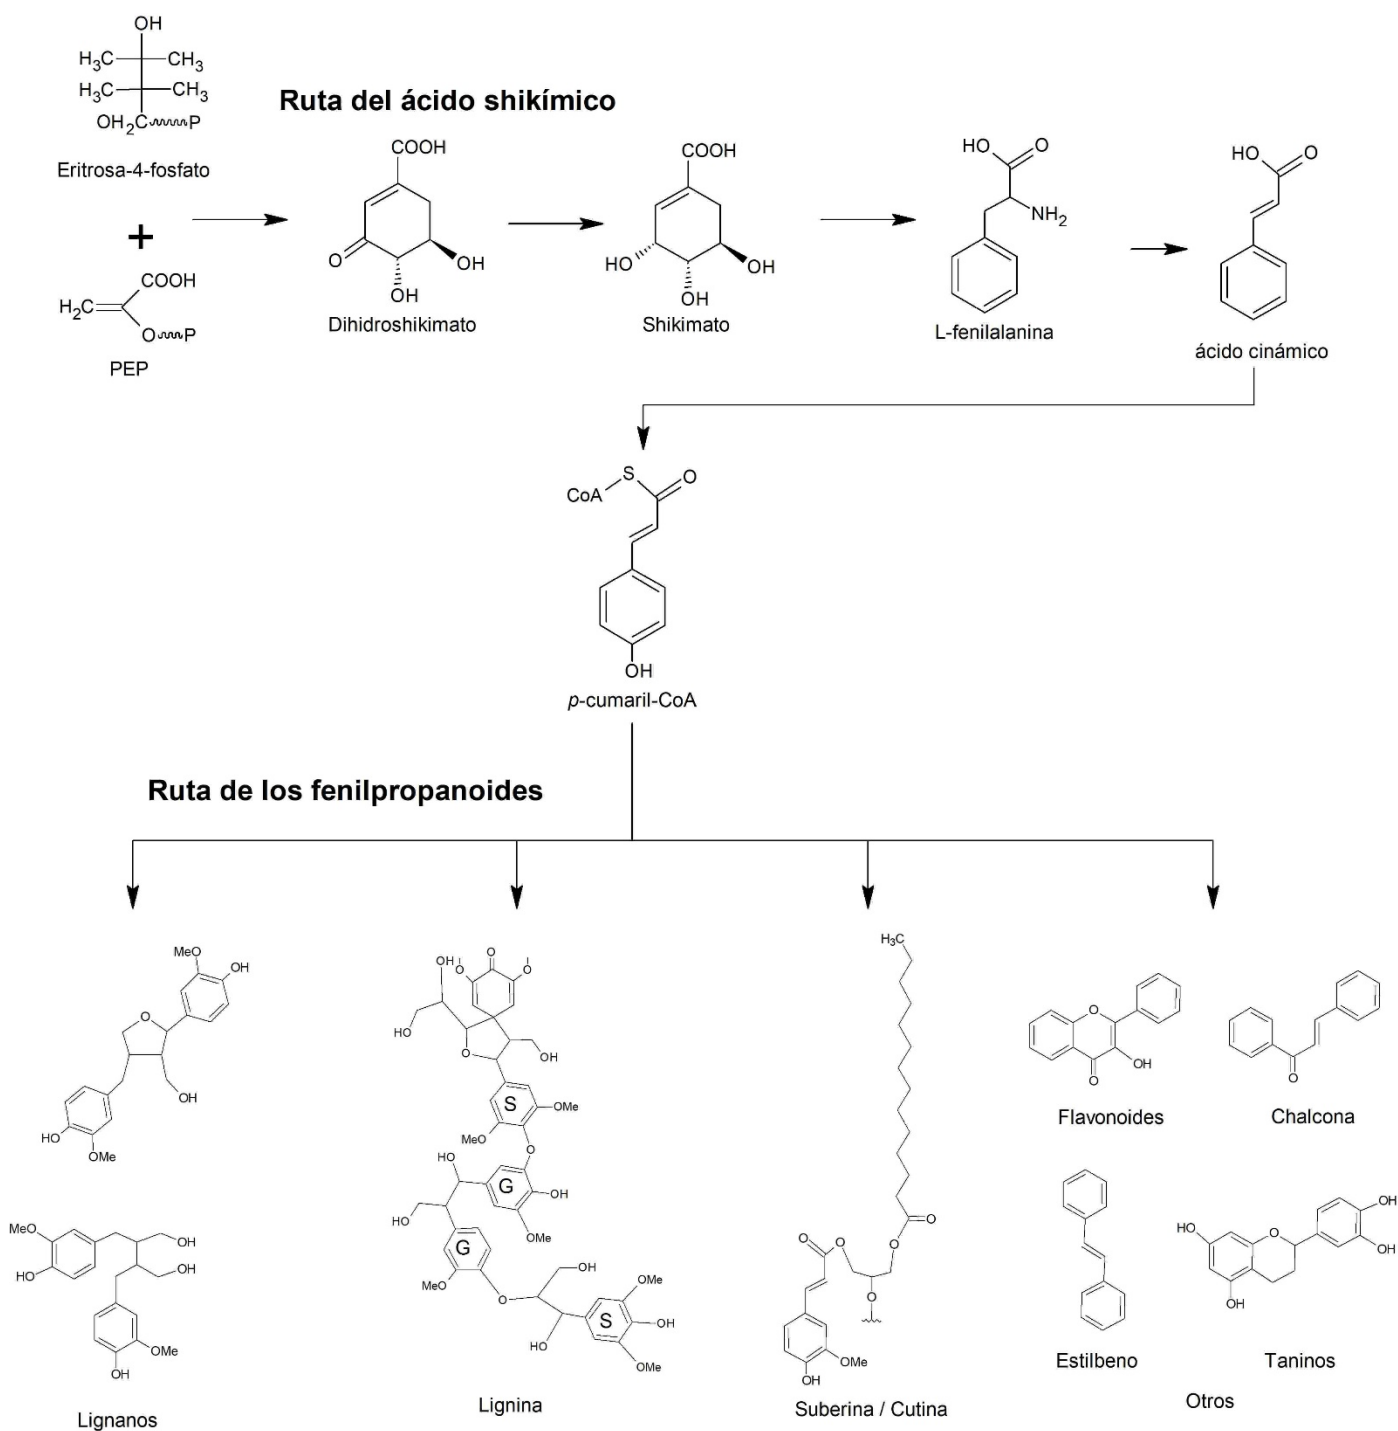 OH
H3C CH3
H3C CH3
OH2C P
Eritrosa-4-fosfato
+
COOH
H2C
O P
PEP
Ruta del ácido shikímico
COOH
O
OH
OH
Dihidroshikimato
COOH
HO
OH
OH
Shikimato
HO O
NH2
L-fenilalanina
HO O
ácido cinámico
S O
CoA
OH
p-cumaril-CoA
Ruta de los fenilpropanoides
MeO
OH
O
OH
HO
OMe
MeO
OH
HO
OH
OMe
OH
Lignanos
OH O O O
HO
O
OH
S
OMe
MeO
O
HO
G
OH
HO
OMe
G
MeO
OH
O
OMe
S
OH
HO
OMe
Lignina
H3C
O
O
O
O
O
OMe
OH
Suberina / Cutina
O
OH
O
Flavonoides
O
Chalcona
Estilbeno
OH
HO
O
OH
OH
Taninos
Otros